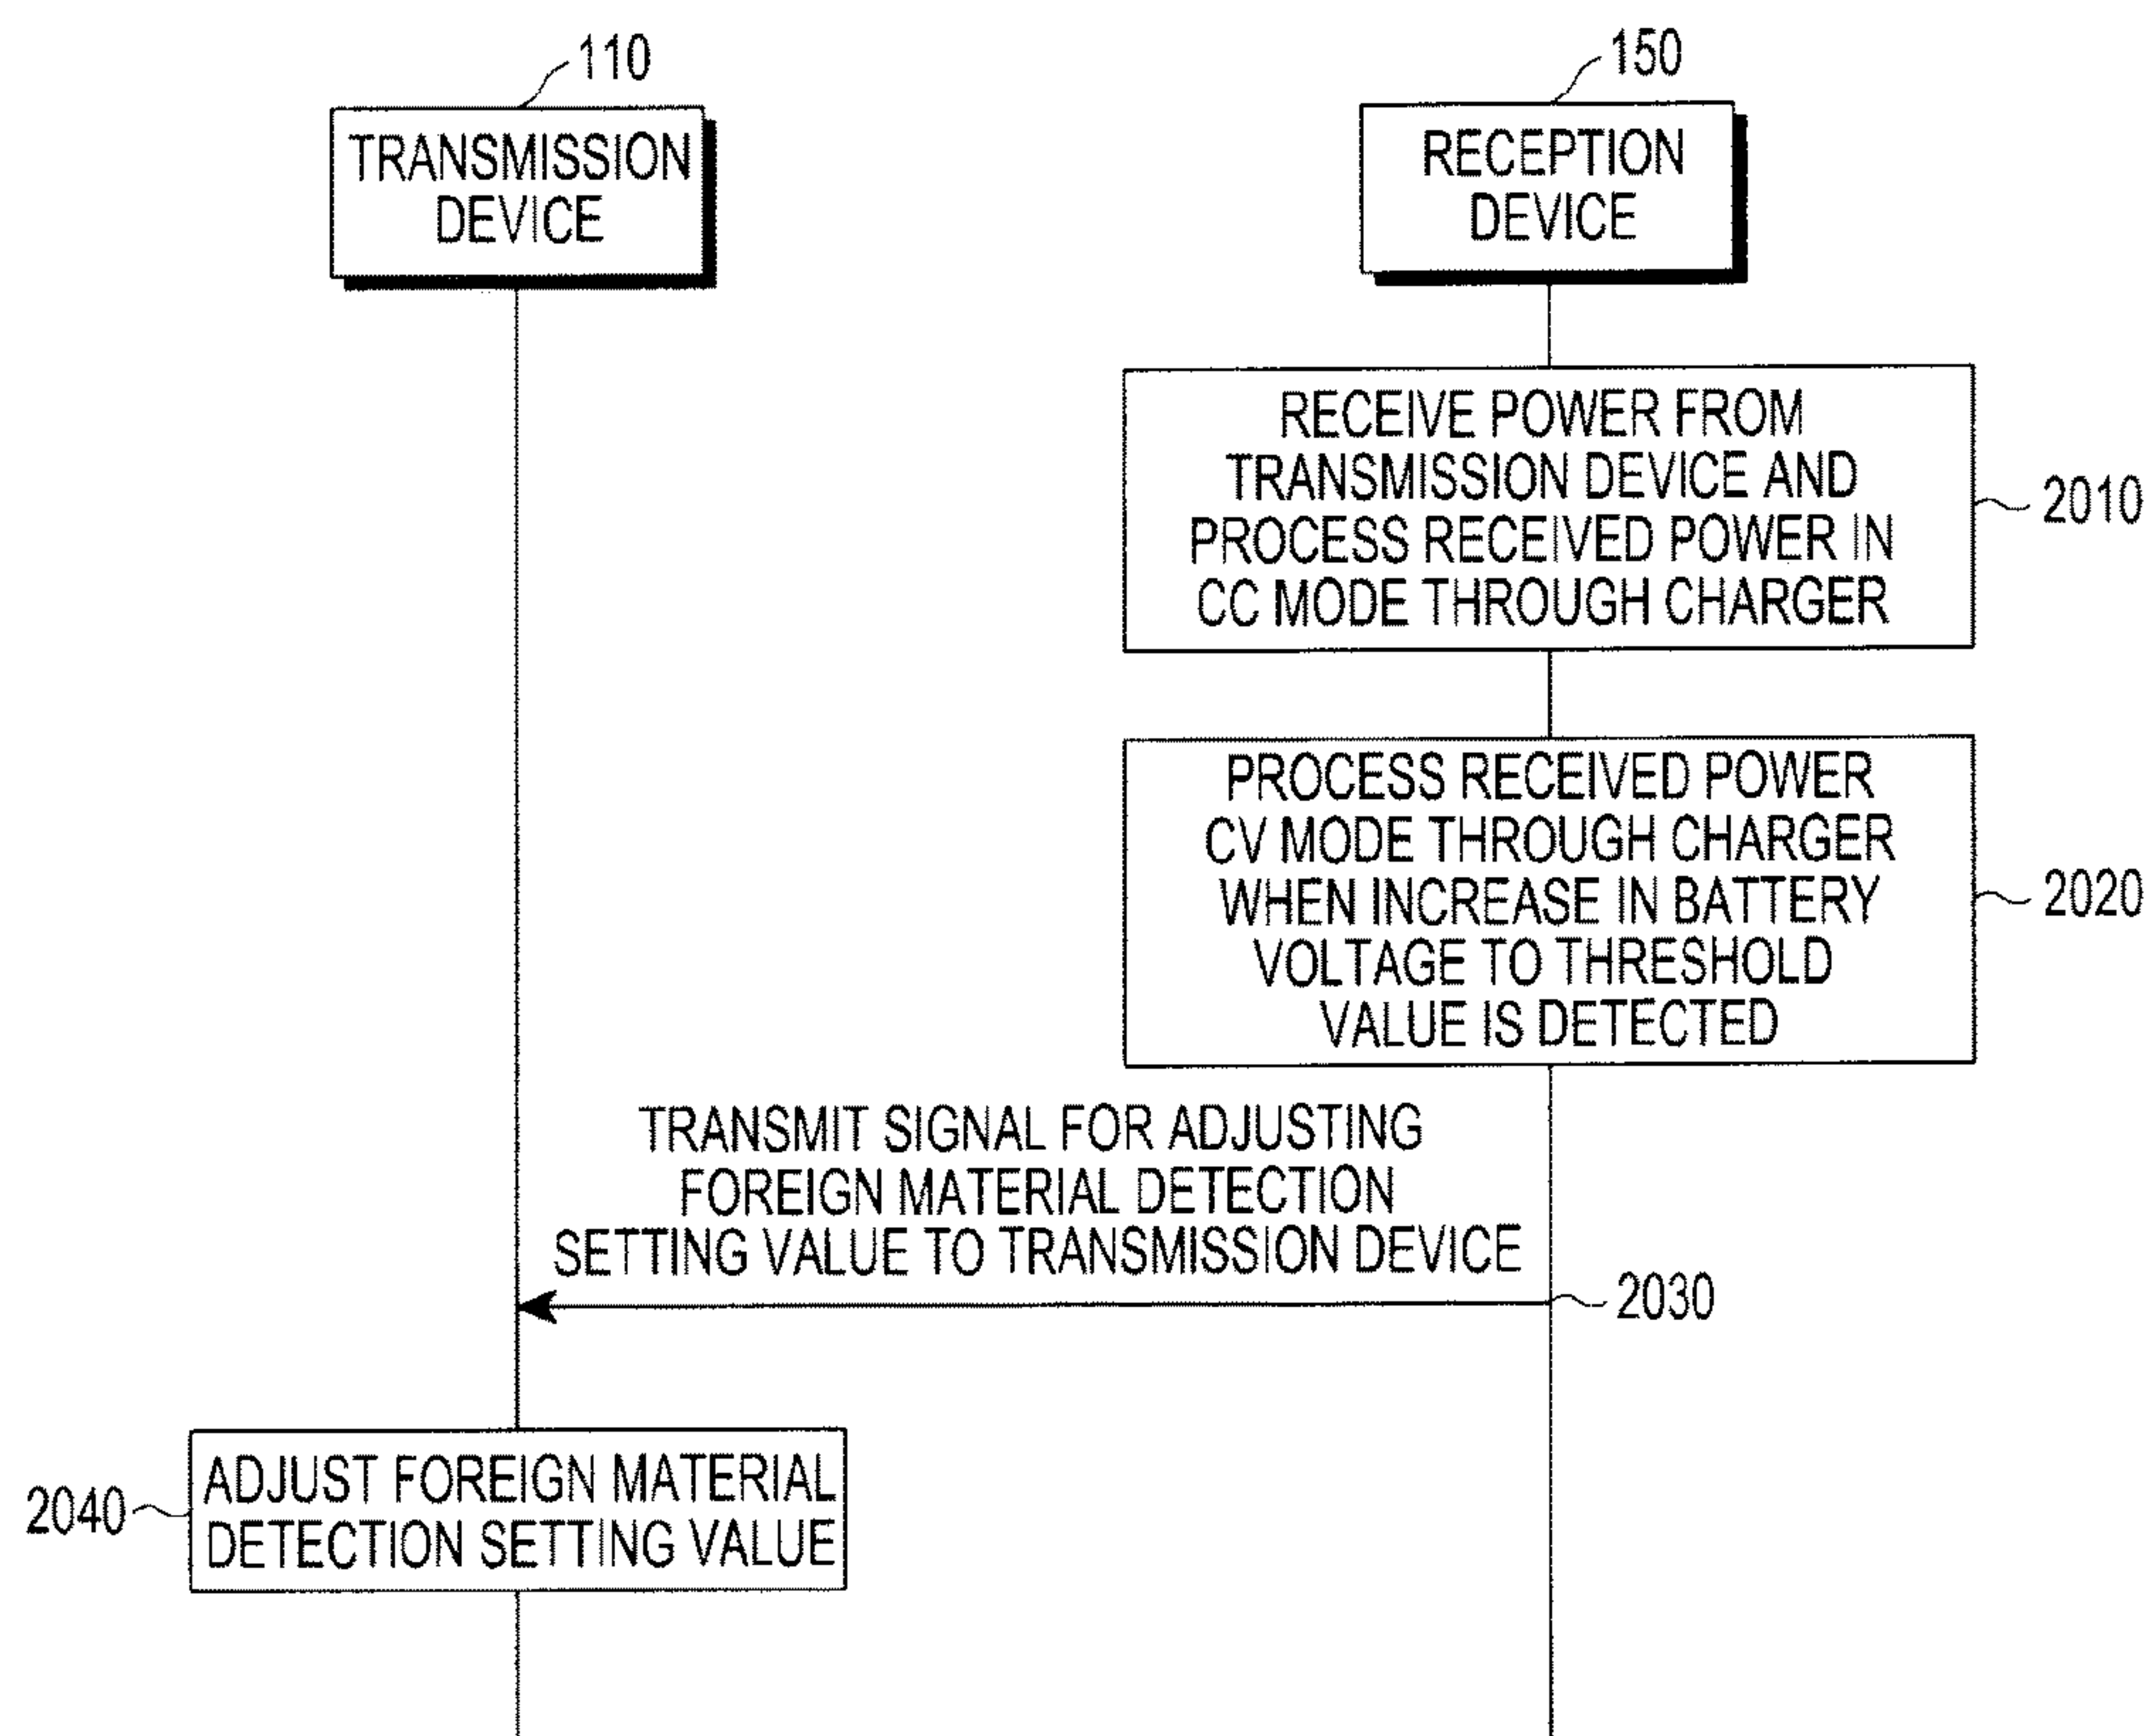 110
TRANSMISSION
DEVICE
150
RECEPTION
DEVICE
RECEIVE POWER FROM
TRANSMISSION DEVICE AND
PROCESS RECEIVED POWER IN
CC MODE THROUGH CHARGER
2010
PROCESS RECEIVED POWER
CV MODE THROUGH CHARGER
WHEN INCREASE IN BATTERY
VOLTAGE TO THRESHOLD
VALUE IS DETECTED
2020
TRANSMIT SIGNAL FOR ADJUSTING
FOREIGN MATERIAL DETECTION
SETTING VALUE TO TRANSMISSION DEVICE
2030
2040
ADJUST FOREIGN MATERIAL
DETECTION SETTING VALUE